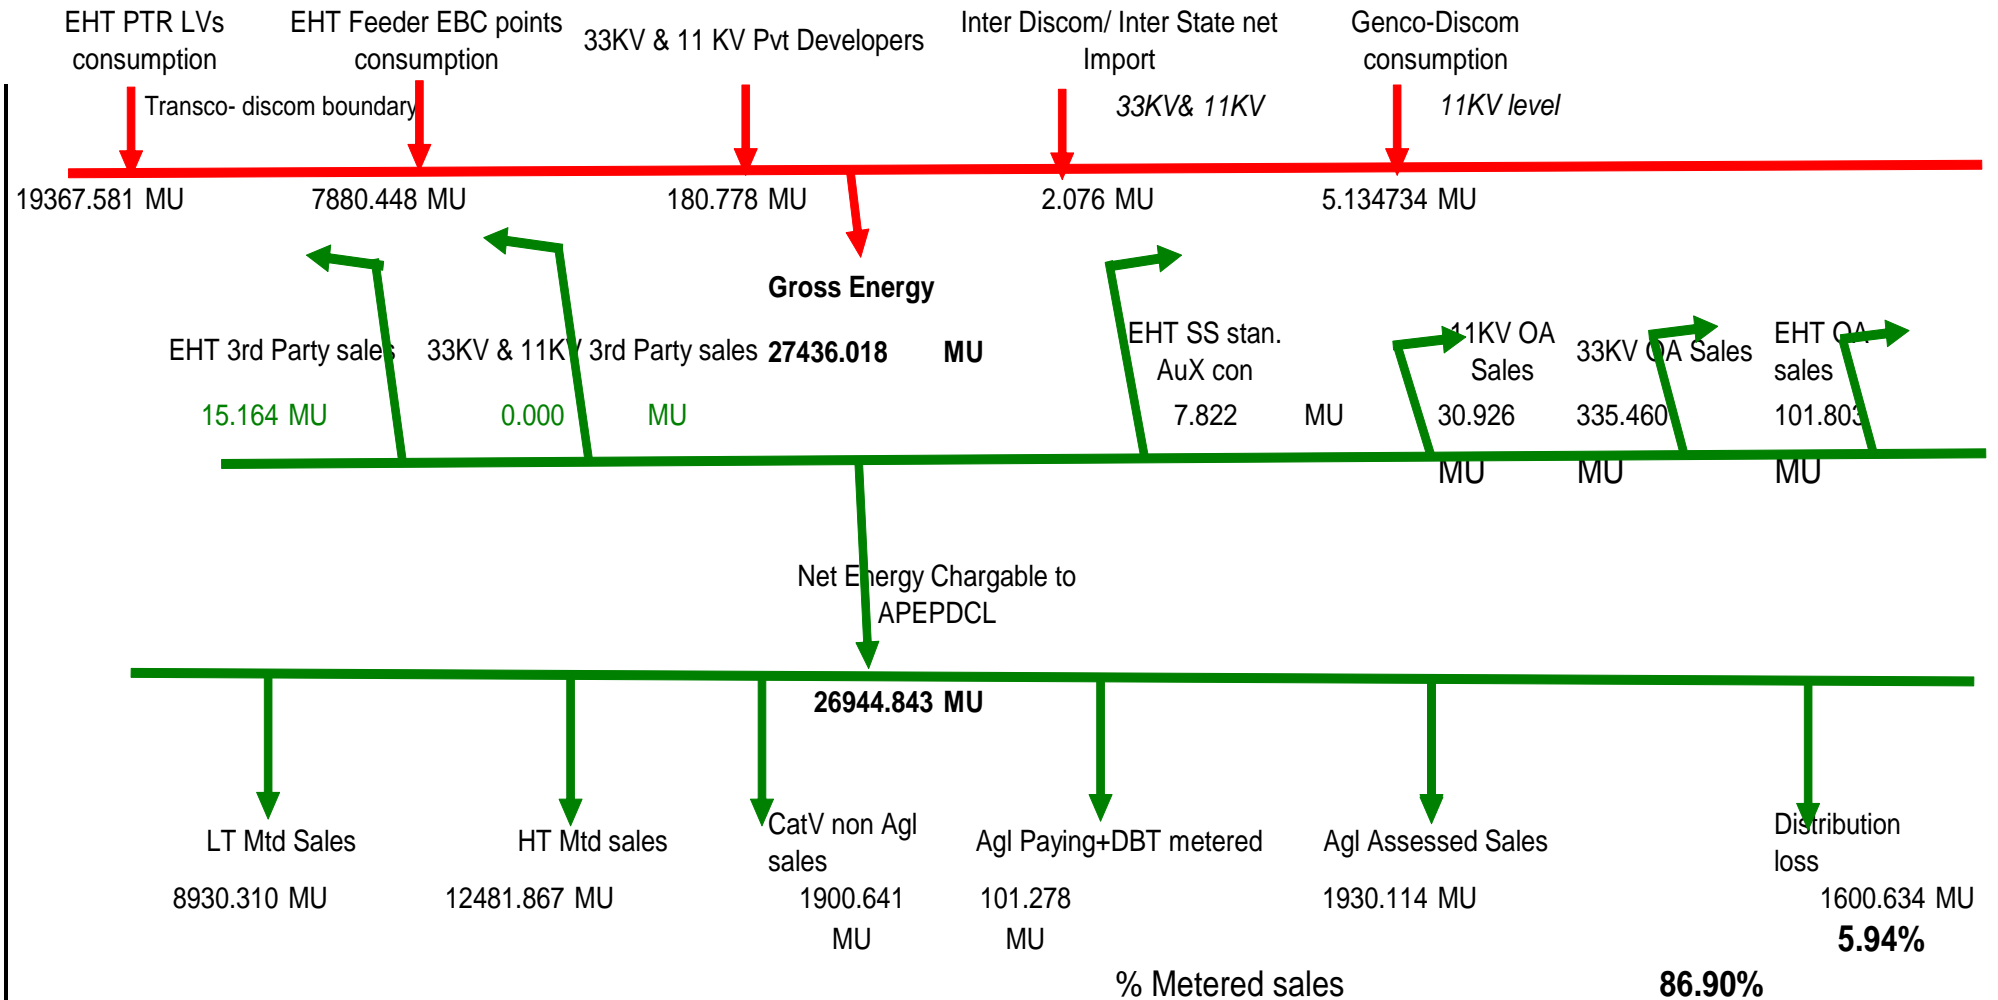 EHT PTR LVs
consumption
EHT Feeder EBC points
consumption
33KV & 11 KV Pvt Developers
Inter Discom/ Inter State net
Import
Genco-Discom
consumption
Transco- discom boundary
33KV& 11KV
11KV level
19367.581 MU
7880.448 MU
180.778 MU
2.076 MU
5.134734 MU
Gross Energy
27436.018 MU
EHT 3rd Party sales
15.164 MU
33KV & 11KV 3rd Party sales
0.000 MU
EHT SS stan.
AuX con
7.822 MU
11KV OA
Sales
30.926
MU
33KV OA Sales
335.460
MU
EHT OA
sales
101.803
MU
Net Energy Chargable to
APEPDCL
26944.843 MU
LT Mtd Sales
8930.310 MU
HT Mtd sales
12481.867 MU
CatV non Agl
sales
1900.641
MU
Agl Paying+DBT metered
101.278
MU
Agl Assessed Sales
1930.114 MU
Distribution
loss
1600.634 MU
5.94%
% Metered sales 86.90%